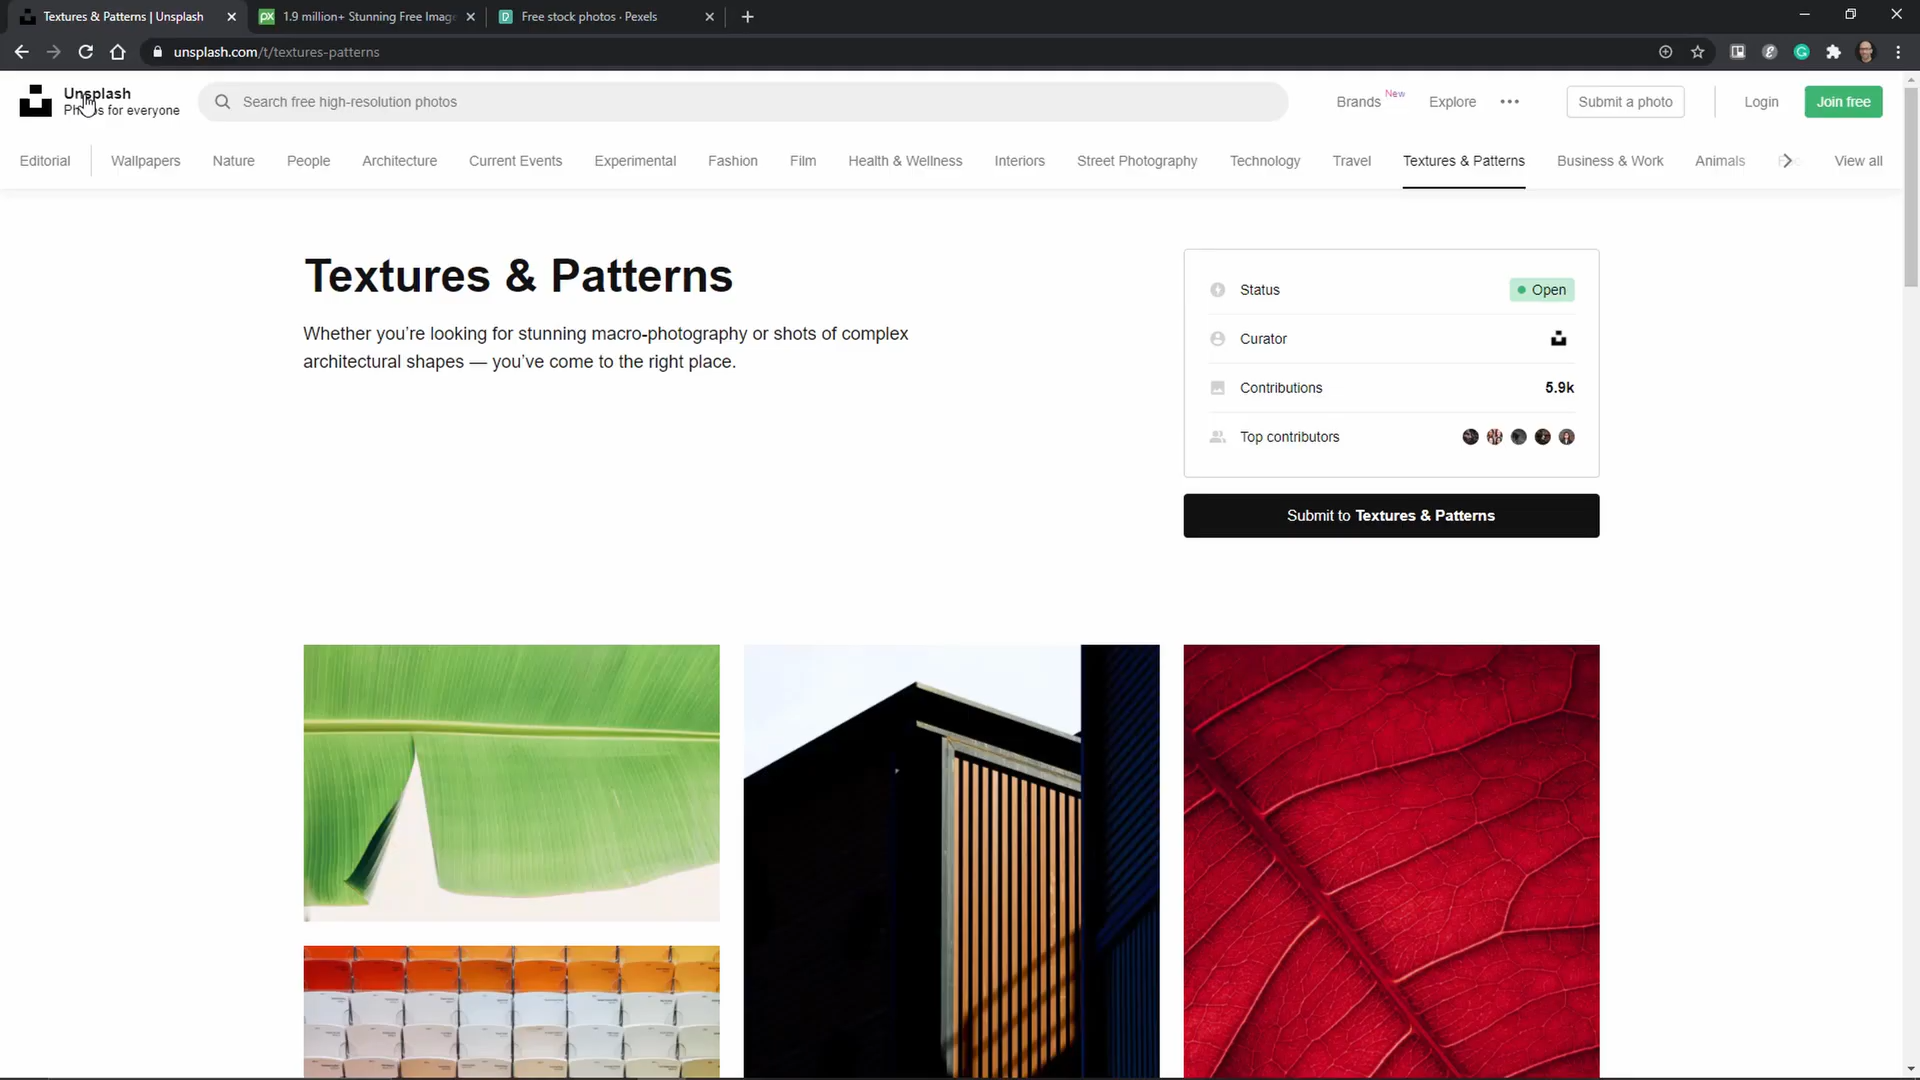 Textures & Patterns | Unsplash
1.9 million+ Stunning Free Image
Free stock photos · Pexels
unsplash.com/t/textures-patterns
Unsplash
Photos for everyone
Search free high-resolution photos
Brands New
Explore
Submit a photo
Login
Join free
Editorial
Wallpapers
Nature
People
Architecture
Current Events
Experimental
Fashion
Film
Health & Wellness
Interiors
Street Photography
Technology
Travel
Textures & Patterns
Business & Work
Animals
View all
Textures & Patterns
Whether you’re looking for stunning macro-photography or shots of complex
architectural shapes — you’ve come to the right place.
Status
Open
Curator
Contributions
5.9k
Top contributors
Submit to Textures & Patterns